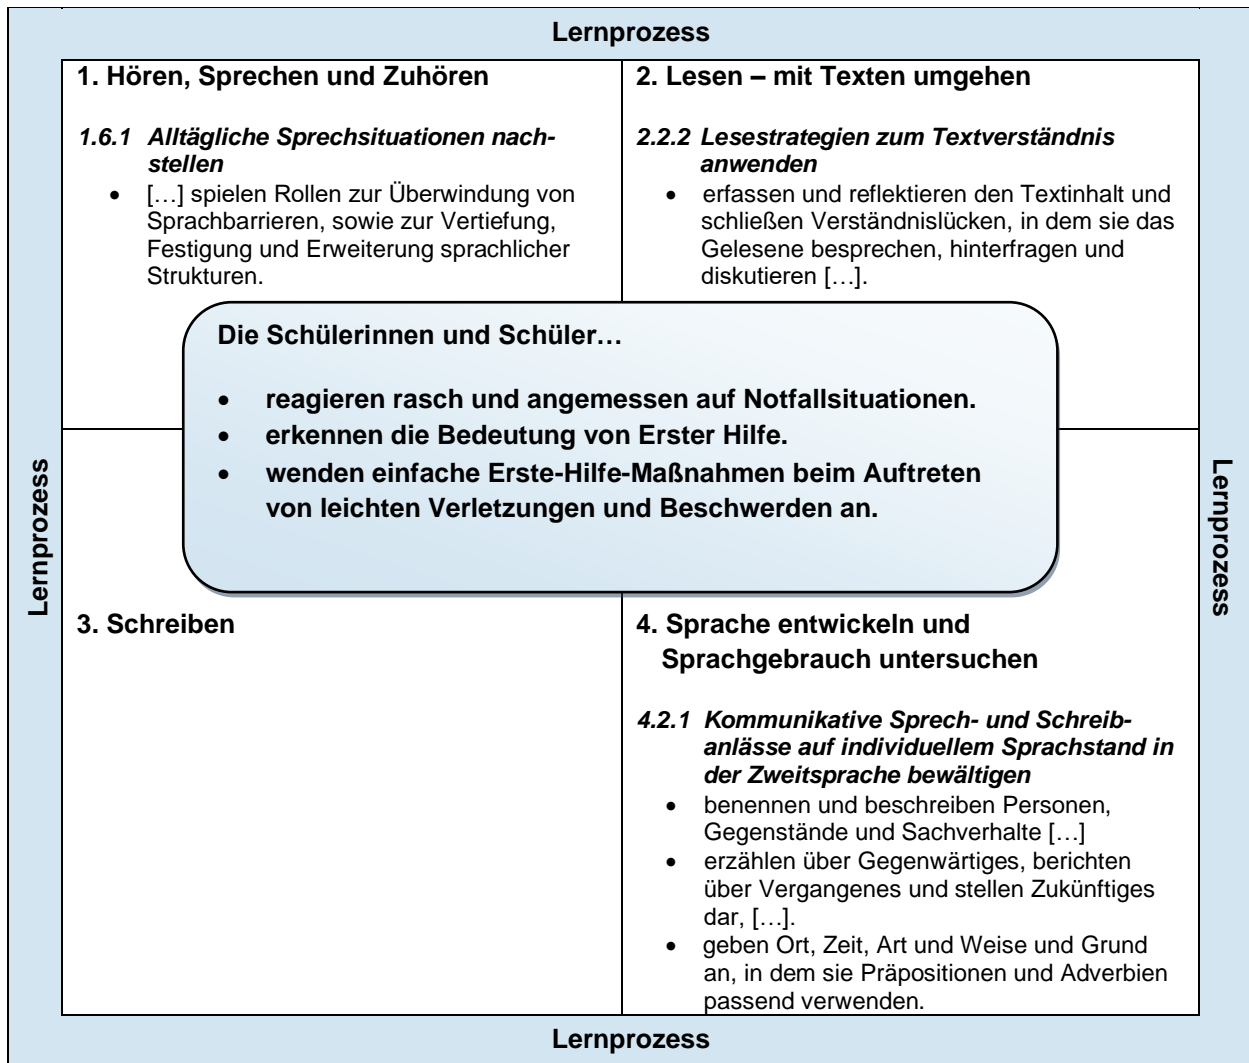 Lernprozess
1. Hören, Sprechen und Zuhören
1.6.1 Alltägliche Sprechsituationen nach-
stellen
• […] spielen Rollen zur Überwindung von
Sprachbarrieren, sowie zur Vertiefung,
Festigung und Erweiterung sprachlicher
Strukturen.
2. Lesen – mit Texten umgehen
2.2.2 Lesestrategien zum Textverständnis
anwenden
• erfassen und reflektieren den Textinhalt und
schließen Verständnislücken, in dem sie das
Gelesene besprechen, hinterfragen und
diskutieren […].
Die Schülerinnen und Schüler…
• reagieren rasch und angemessen auf Notfallsituationen.
• erkennen die Bedeutung von Erster Hilfe.
• wenden einfache Erste-Hilfe-Maßnahmen beim Auftreten
von leichten Verletzungen und Beschwerden an.
Lernprozess
Lernprozess
3. Schreiben
4. Sprache entwickeln und
Sprachgebrauch untersuchen
4.2.1 Kommunikative Sprech- und Schreib-
anlässe auf individuellem Sprachstand in
der Zweitsprache bewältigen
• benennen und beschreiben Personen,
Gegenstände und Sachverhalte […]
• erzählen über Gegenwärtiges, berichten
über Vergangenes und stellen Zukünftiges
dar, […].
• geben Ort, Zeit, Art und Weise und Grund
an, in dem sie Präpositionen und Adverbien
passend verwenden.
Lernprozess